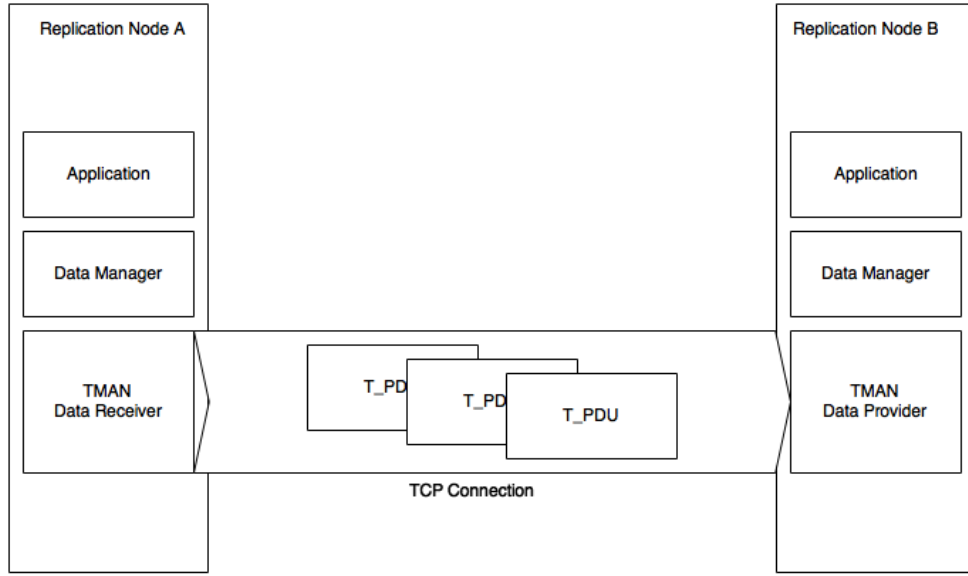 Replication Node A
Replication Node B
Application
Application
Data Manager
Data Manager
TMAN
Data Receiver
T_PD
T_PD
T_PDU
TMAN
Data Provider
TCP Connection